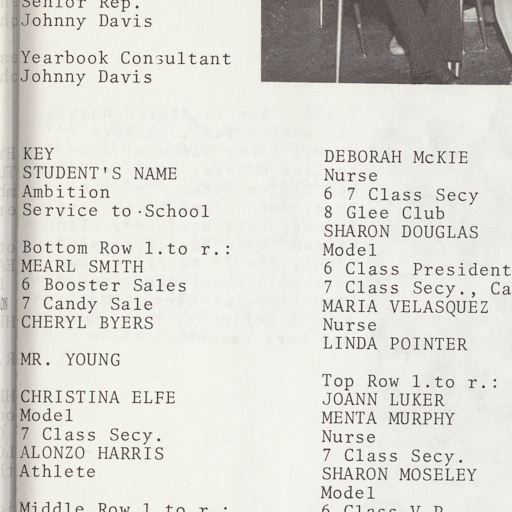 Senior Rep.
Johnny Davis
Yearbook Consultant
Johnny Davis
KEY
STUDENT'S NAME
Ambition
Service to School
Bottom Row l.to r.:
MEARL SMITH
6 Booster Sales
7 Candy Sale
CHERYL BYERS
MR. YOUNG
CHRISTINA ELFE
Model
7 Class Secy.
ALONZO HARRIS
Athlete
Middle Row l to r.:
DEBORAH McKIE
Nurse
6 7 Class Secy
8 Glee Club
SHARON DOUGLAS
Model
6 Class President
7 Class Secy., Ca
MARIA VELASQUEZ
Nurse
LINDA POINTER
Top Row l.to r.:
JOANN LUKER
MENTA MURPHY
Nurse
7 Class Secy.
SHARON MOSELEY
Model
6 Class V.P.